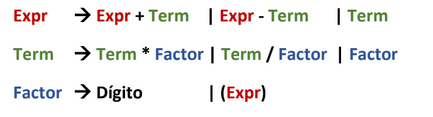 Expr → Expr + Term | Expr - Term | Term
Term → Term * Factor | Term / Factor | Factor
Factor → Dígito | (Expr)